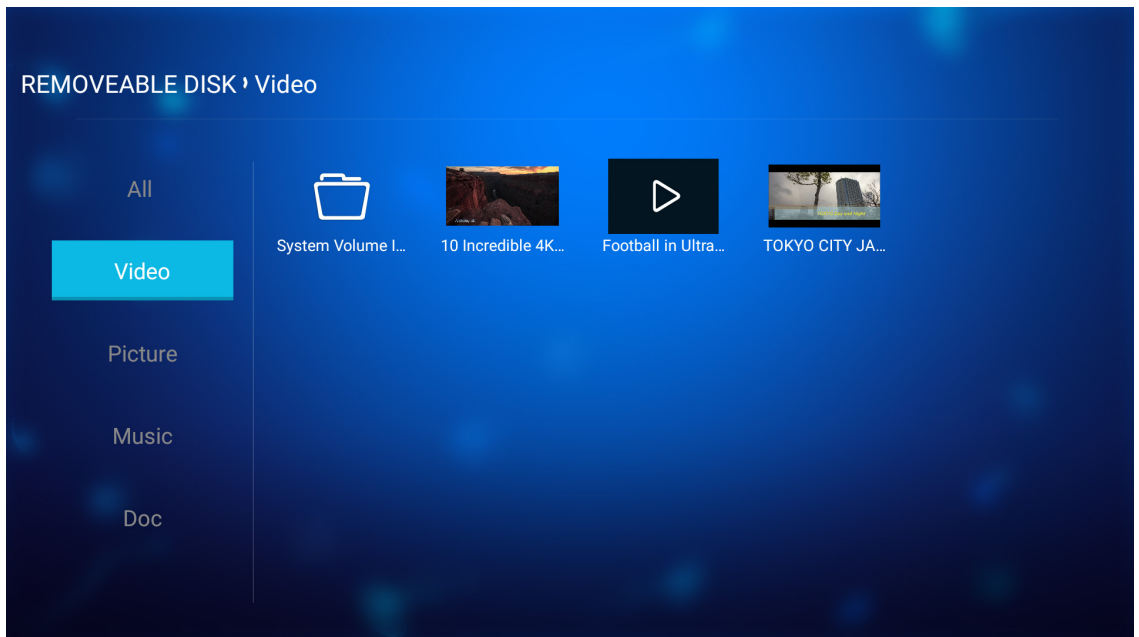 REMOVEABLE DISK Video
All
Video
Picture
Music
Doc
System Volume I...
10 Incredible 4K...
Football in Ultra...
TOKYO CITY JA...